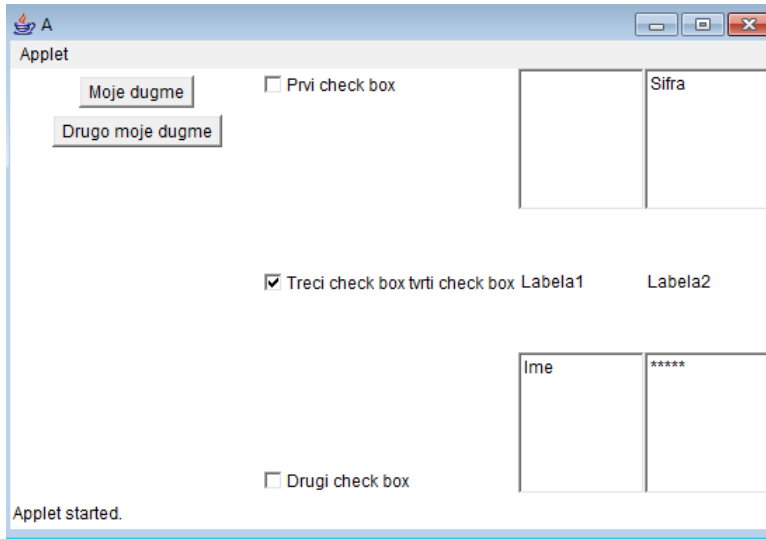 A
Applet
Moje dugme
Drugo moje dugme
Prvi check box
Sifra
Treci check box tvrti check box
Labela1
Labela2
Ime
*****
Drugi check box
Applet started.